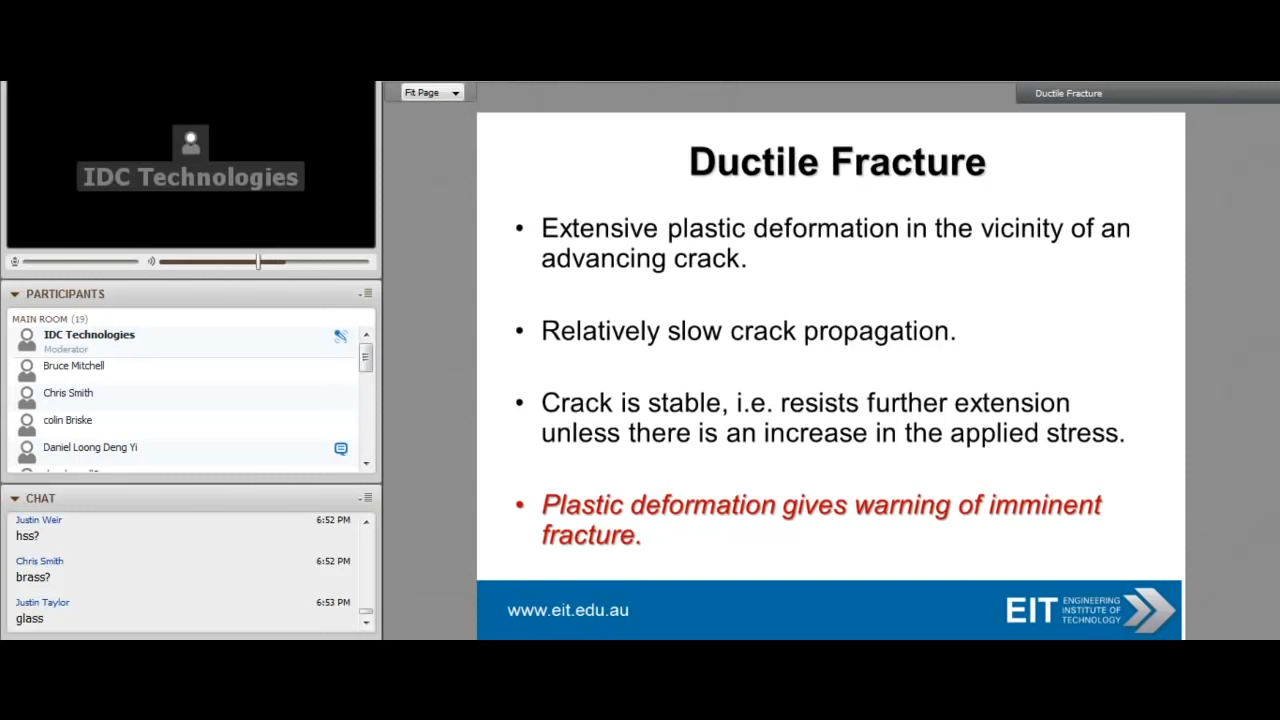 IDC Technologies
PARTICIPANTS
MAIN ROOM (19)
IDC Technologies
Moderator
Bruce Mitchell
Chris Smith
colin Briske
Daniel Loong Deng Yi
CHAT
Justin Weir 6:52 PM
hss?
Chris Smith 6:52 PM
brass?
Justin Taylor 6:53 PM
glass
Fit Page
Ductile Fracture
Ductile Fracture
• Extensive plastic deformation in the vicinity of an
advancing crack.
• Relatively slow crack propagation.
• Crack is stable, i.e. resists further extension
unless there is an increase in the applied stress.
• Plastic deformation gives warning of imminent
fracture.
www.eit.edu.au
EIT
ENGINEERING
INSTITUTE OF
TECHNOLOGY